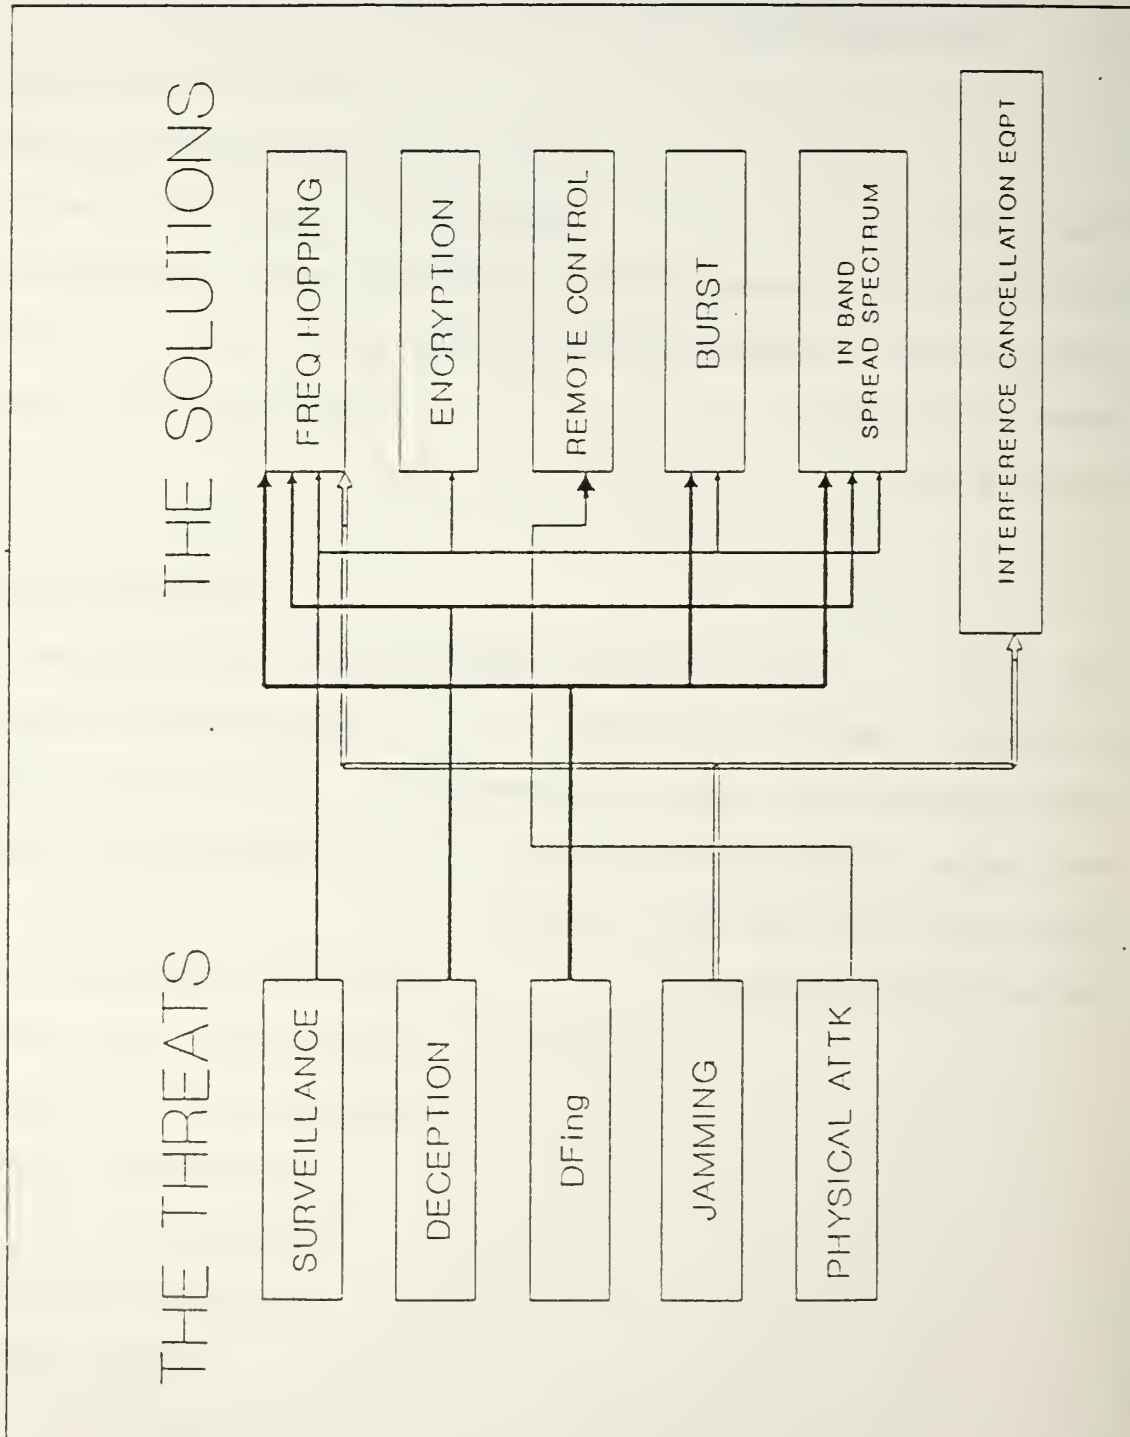 THE THREATS
THE SOLUTIONS
SURVEILLANCE
DECEPTION
DFing
JAMMING
PHYSICAL ATTK
FREQ HOPPING
ENCRYPTION
REMOTE CONTROL
BURST
IN BAND
SPREAD SPECTRUM
INTERFERENCE CANCELLATION EQPT